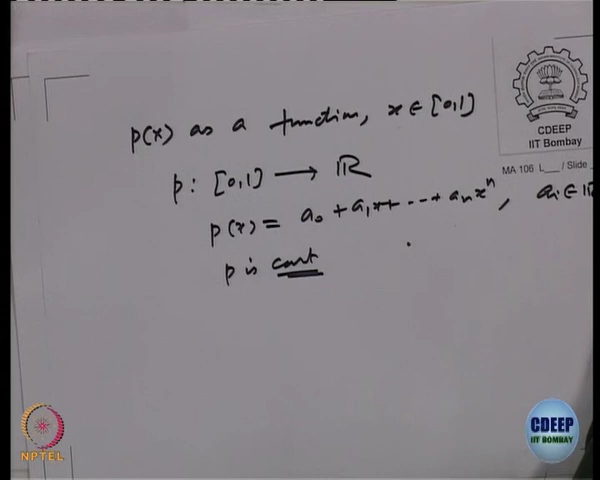 p(x) as a function, x ∈ [0,1]
p : [0,1] ⟶ ℝ
p(x) = a₀ + a₁x + ... + aₙxⁿ, aᵢ ∈ ℝ
p is cont
CDEEP
IIT Bombay
MA 106 L___/ Slide
NPTEL
CDEEP
IIT BOMBAY